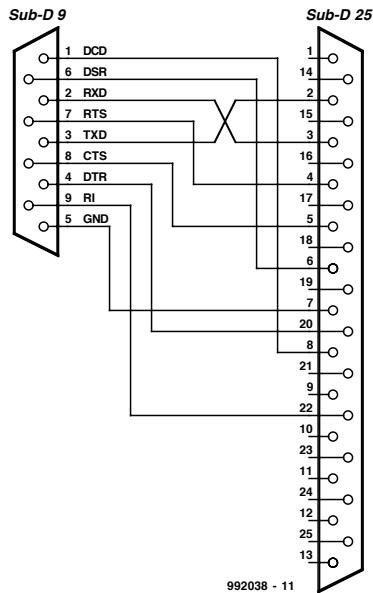 Sub-D 9
Sub-D 25
1 DCD
6 DSR
2 RXD
7 RTS
3 TXD
8 CTS
4 DTR
9 RI
5 GND
1
14
2
15
3
16
4
17
5
18
6
19
7
20
8
21
9
22
10
23
11
24
12
25
13
992038 - 11